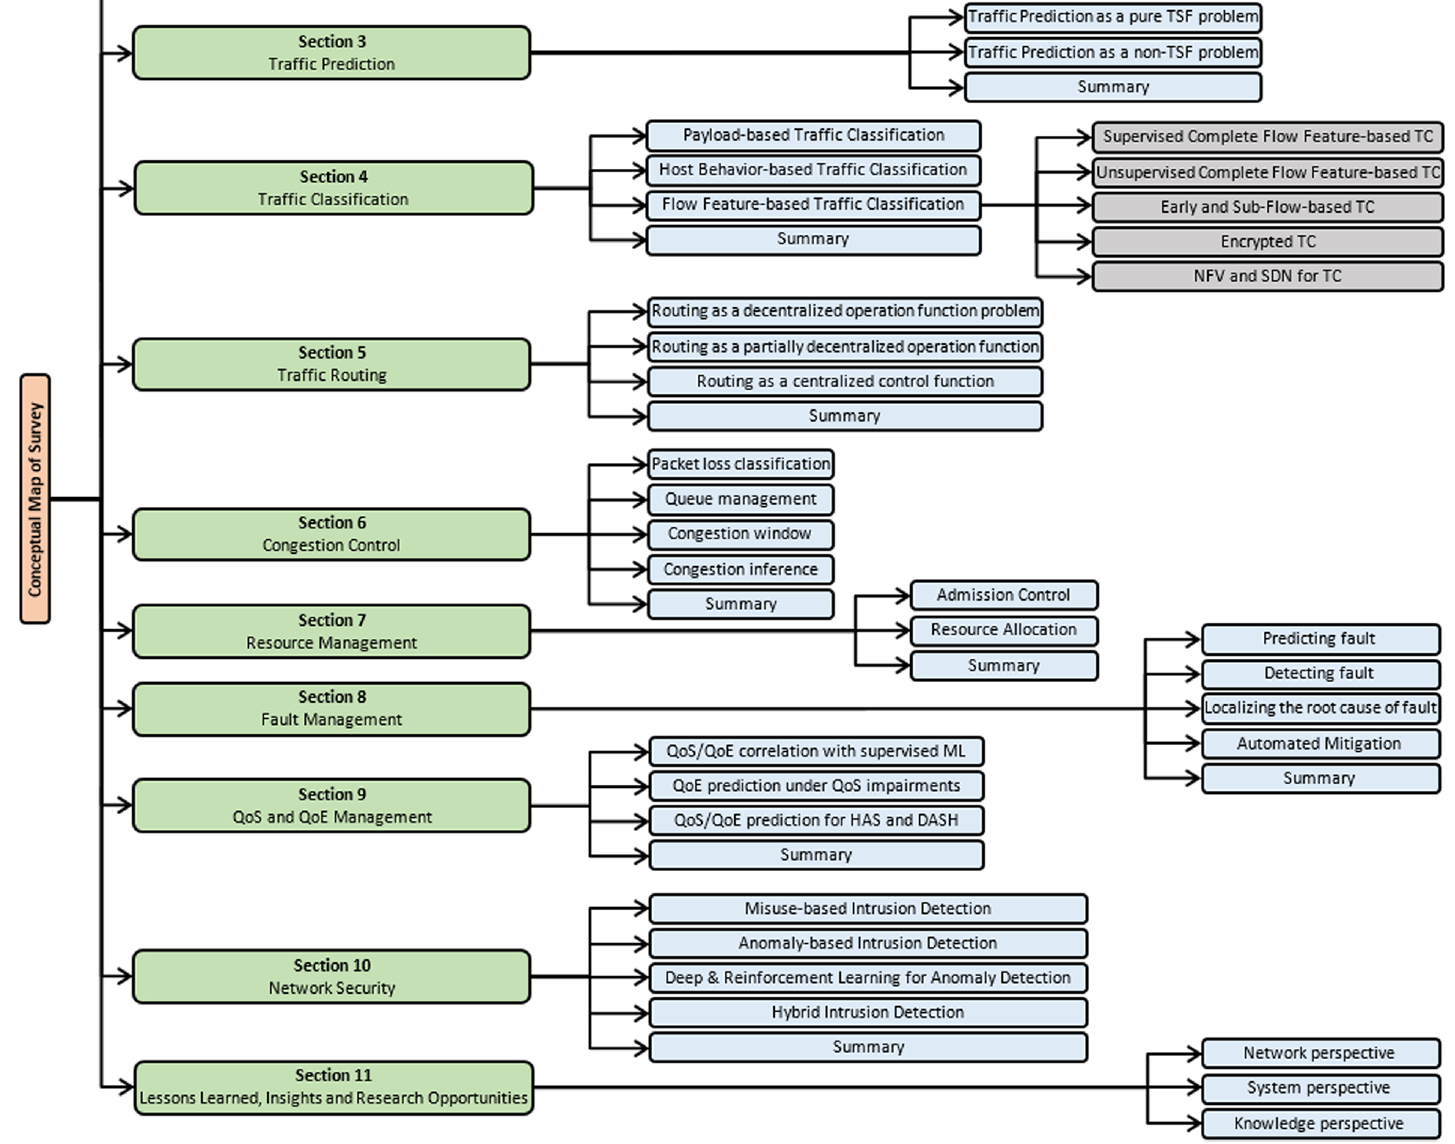 Conceptual Map of Survey
Section 3
Traffic Prediction
Traffic Prediction as a pure TSF problem
Traffic Prediction as a non-TSF problem
Summary
Section 4
Traffic Classification
Payload-based Traffic Classification
Host Behavior-based Traffic Classification
Flow Feature-based Traffic Classification
Summary
Supervised Complete Flow Feature-based TC
Unsupervised Complete Flow Feature-based TC
Early and Sub-Flow-based TC
Encrypted TC
NFV and SDN for TC
Section 5
Traffic Routing
Routing as a decentralized operation function problem
Routing as a partially decentralized operation function
Routing as a centralized control function
Summary
Section 6
Congestion Control
Packet loss classification
Queue management
Congestion window
Congestion inference
Summary
Section 7
Resource Management
Admission Control
Resource Allocation
Summary
Section 8
Fault Management
Predicting fault
Detecting fault
Localizing the root cause of fault
Automated Mitigation
Summary
Section 9
QoS and QoE Management
QoS/QoE correlation with supervised ML
QoE prediction under QoS impairments
QoS/QoE prediction for HAS and DASH
Summary
Section 10
Network Security
Misuse-based Intrusion Detection
Anomaly-based Intrusion Detection
Deep & Reinforcement Learning for Anomaly Detection
Hybrid Intrusion Detection
Summary
Section 11
Lessons Learned, Insights and Research Opportunities
Network perspective
System perspective
Knowledge perspective